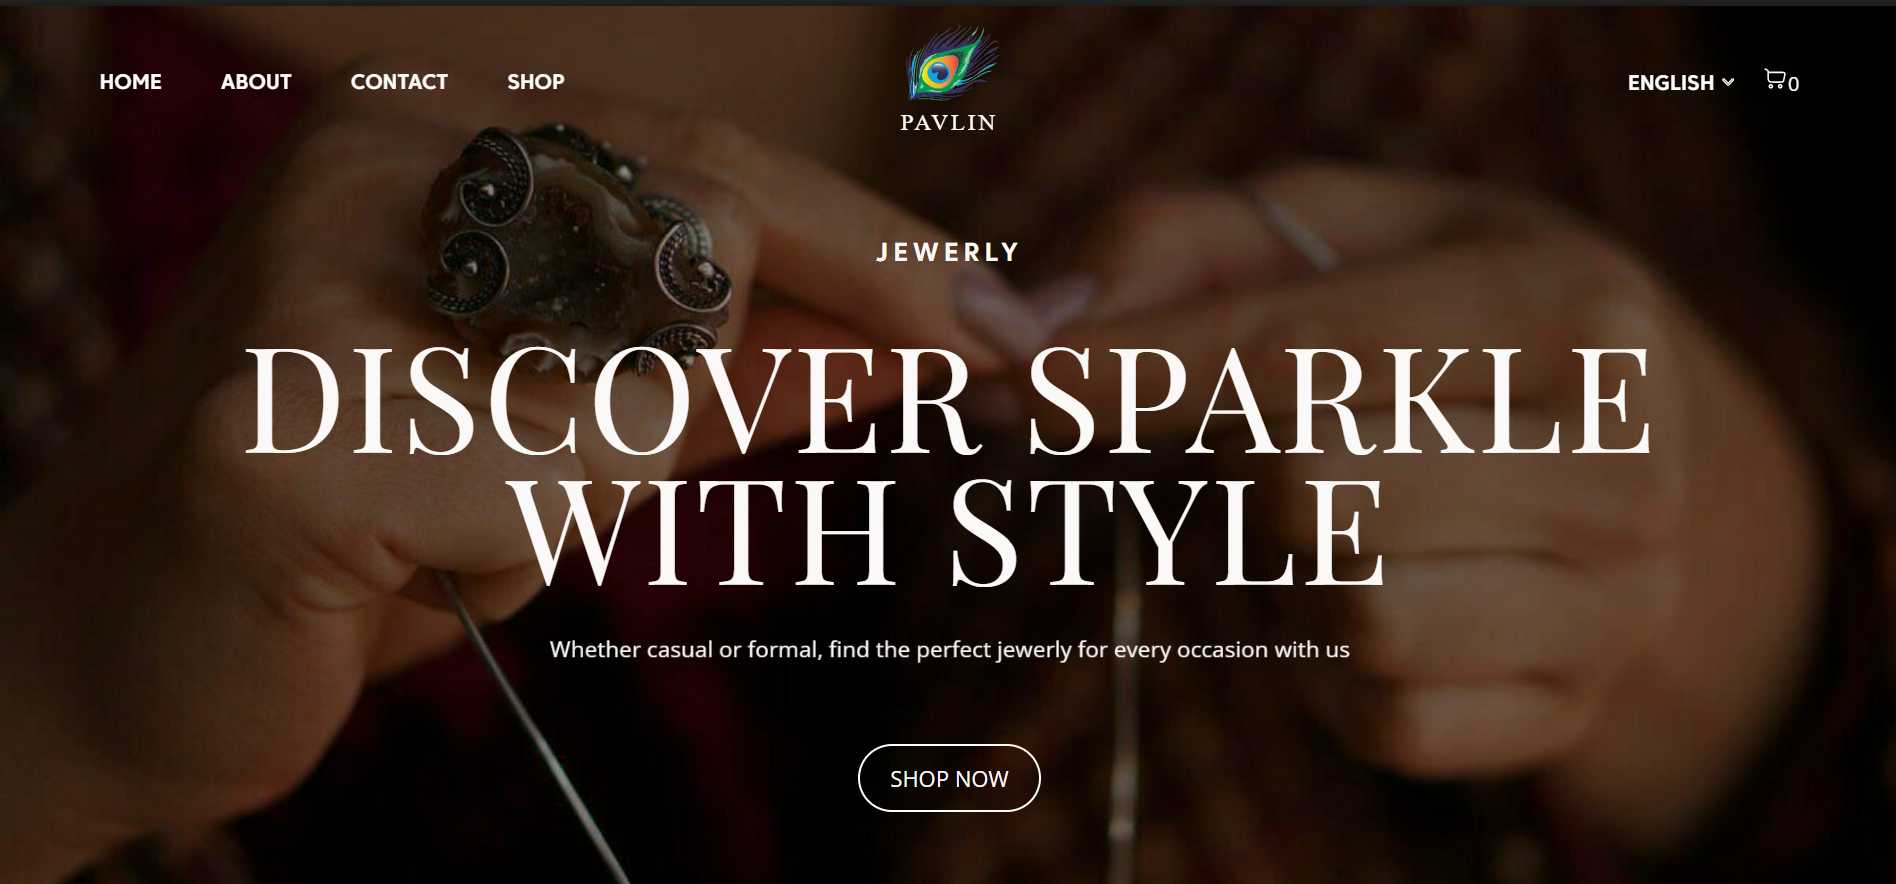 HOME ABOUT CONTACT SHOP
PAVLIN
ENGLISH 0
JEWERLY
DISCOVER SPARKLE
WITH STYLE
Whether casual or formal, find the perfect jewerly for every occasion with us
SHOP NOW